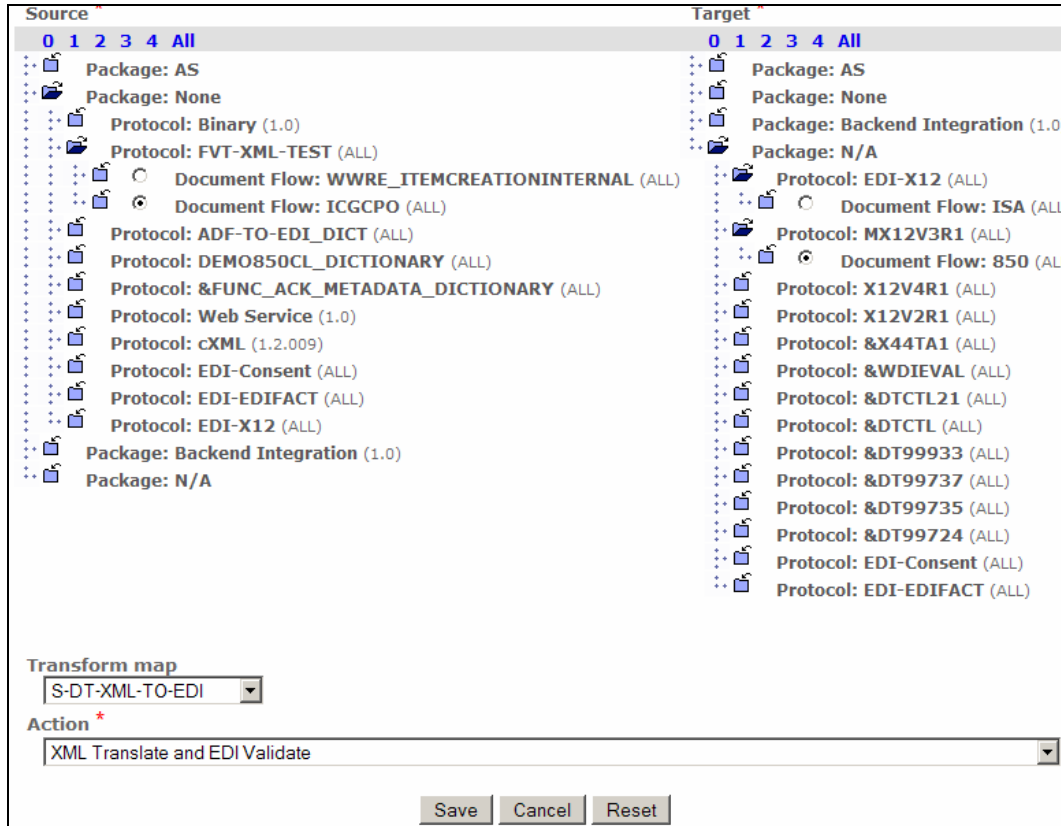 Source *
0 1 2 3 4 All
Package: AS
Package: None
Protocol: Binary (1.0)
Protocol: FVT-XML-TEST (ALL)
Document Flow: WWRE_ITEMCREATIONINTERNAL (ALL)
Document Flow: ICGCPO (ALL)
Protocol: ADF-TO-EDI_DICT (ALL)
Protocol: DEMO850CL_DICTIONARY (ALL)
Protocol: &FUNC_ACK_METADATA_DICTIONARY (ALL)
Protocol: Web Service (1.0)
Protocol: cXML (1.2.009)
Protocol: EDI-Consent (ALL)
Protocol: EDI-EDIFACT (ALL)
Protocol: EDI-X12 (ALL)
Package: Backend Integration (1.0)
Package: N/A
Target *
0 1 2 3 4 All
Package: AS
Package: None
Package: Backend Integration (1.0
Package: N/A
Protocol: EDI-X12 (ALL)
Document Flow: ISA (ALL
Protocol: MX12V3R1 (ALL)
Document Flow: 850 (AL
Protocol: X12V4R1 (ALL)
Protocol: X12V2R1 (ALL)
Protocol: &X44TA1 (ALL)
Protocol: &WDIEVAL (ALL)
Protocol: &DTCTL21 (ALL)
Protocol: &DTCTL (ALL)
Protocol: &DT99933 (ALL)
Protocol: &DT99737 (ALL)
Protocol: &DT99735 (ALL)
Protocol: &DT99724 (ALL)
Protocol: EDI-Consent (ALL)
Protocol: EDI-EDIFACT (ALL)
Transform map
S-DT-XML-TO-EDI
Action *
XML Translate and EDI Validate
Save Cancel Reset